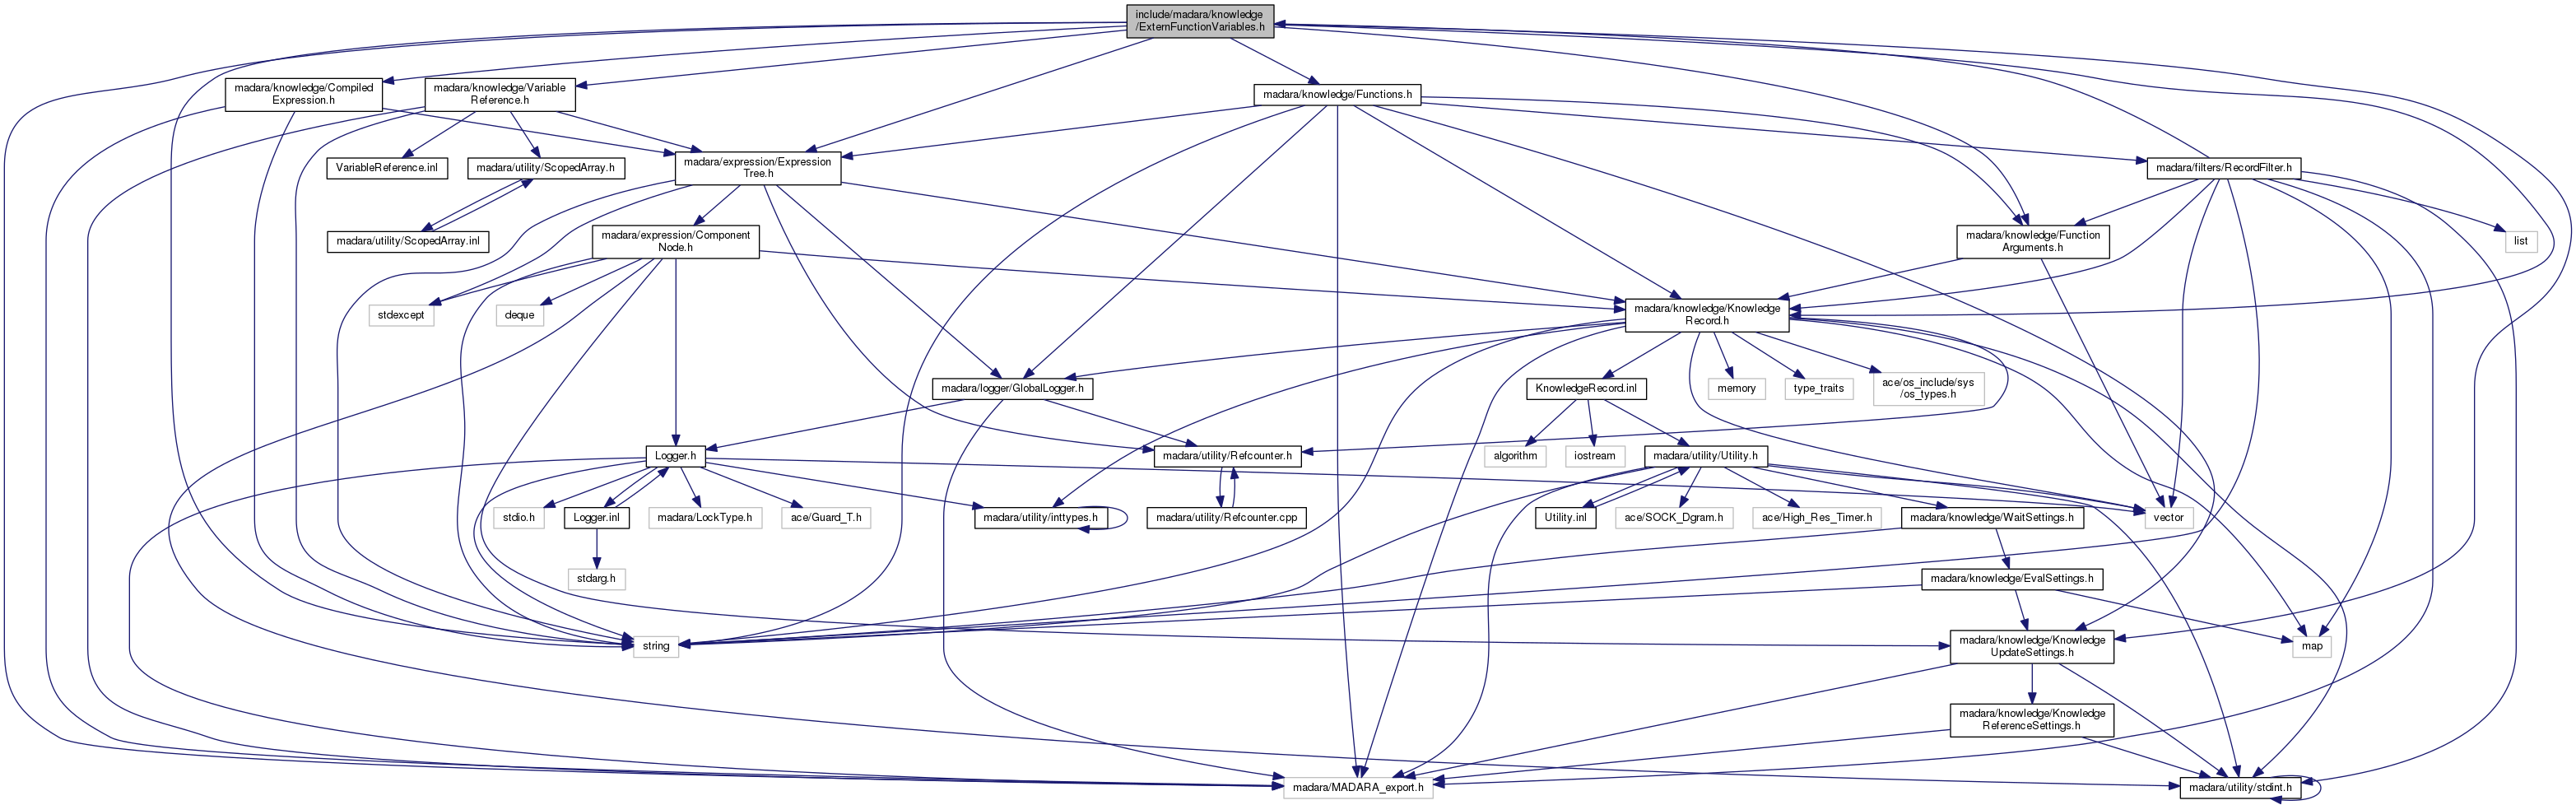 include/madara/knowledge
/ExternFunctionVariables.h
madara/knowledge/Compiled
Expression.h
madara/knowledge/Variable
Reference.h
madara/knowledge/Functions.h
VariableReference.inl
madara/utility/ScopedArray.h
madara/expression/Expression
Tree.h
madara/filters/RecordFilter.h
madara/utility/ScopedArray.inl
madara/expression/Component
Node.h
madara/knowledge/Function
Arguments.h
list
stdexcept
deque
madara/knowledge/Knowledge
Record.h
madara/logger/GlobalLogger.h
KnowledgeRecord.inl
memory
type_traits
ace/os_include/sys
/os_types.h
Logger.h
madara/utility/Refcounter.h
algorithm
iostream
madara/utility/Utility.h
stdio.h
Logger.inl
madara/LockType.h
ace/Guard_T.h
madara/utility/inttypes.h
madara/utility/Refcounter.cpp
Utility.inl
ace/SOCK_Dgram.h
ace/High_Res_Timer.h
madara/knowledge/WaitSettings.h
vector
stdarg.h
madara/knowledge/EvalSettings.h
string
madara/knowledge/Knowledge
UpdateSettings.h
map
madara/knowledge/Knowledge
ReferenceSettings.h
madara/MADARA_export.h
madara/utility/stdint.h